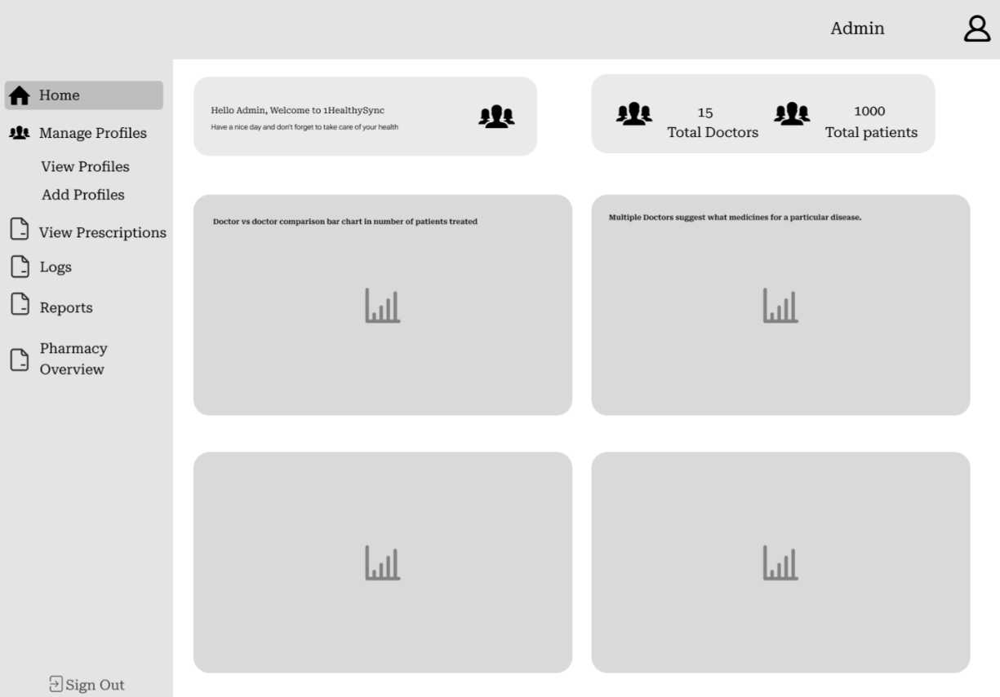 Admin
Home
Manage Profiles
View Profiles
Add Profiles
View Prescriptions
Logs
Reports
Pharmacy
Overview
Sign Out
Hello Admin, Welcome to 1HealthySync
Have a nice day and don't forget to take care of your health
15
Total Doctors
1000
Total patients
Doctor vs doctor comparison bar chart in number of patients treated
Multiple Doctors suggest what medicines for a particular disease.